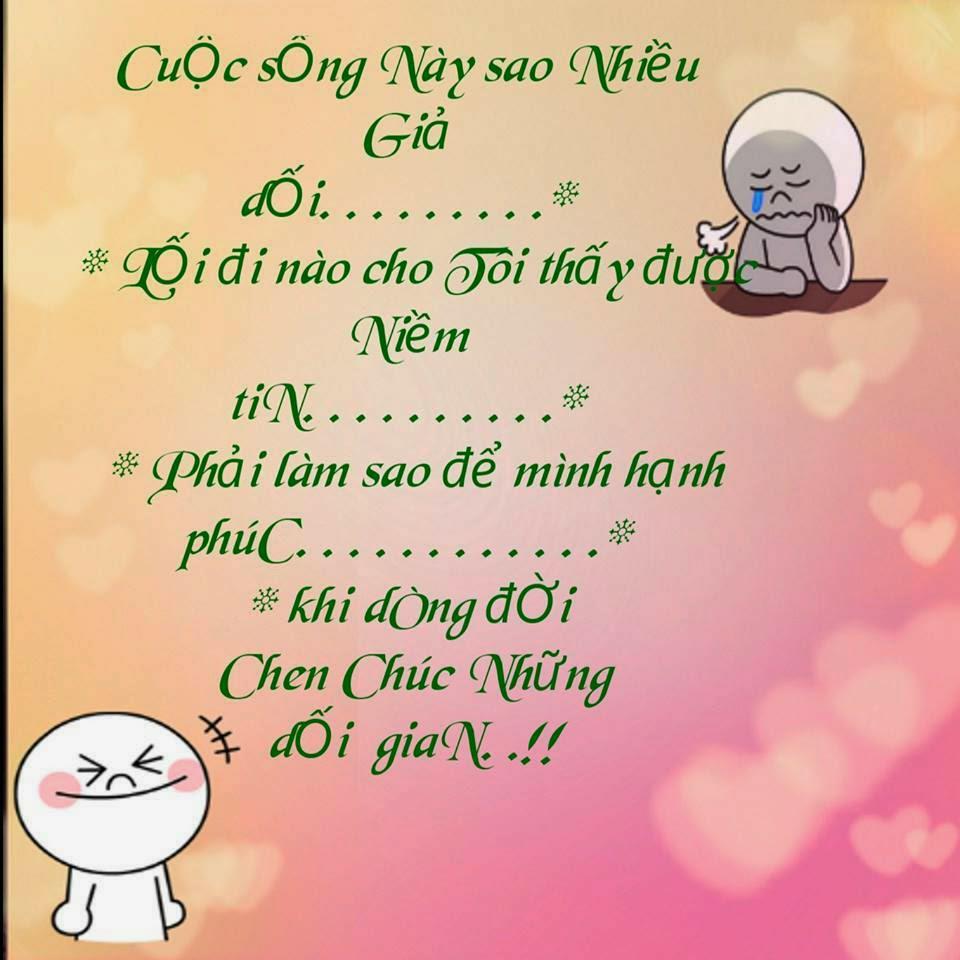 CuỘc sỐng Này sao Nhiều
Giả
dỐi. . . . . . . . .*
* LỐi đi nào cho Tôi thấy được
Niềm
tiN. . . . . . . . . .*
* Phải làm sao để mình hạnh
phúC. . . . . . . . . . . .*
* khi dÒng đỜi
Chen Chúc NhỮng
dỐi giaN. .!!